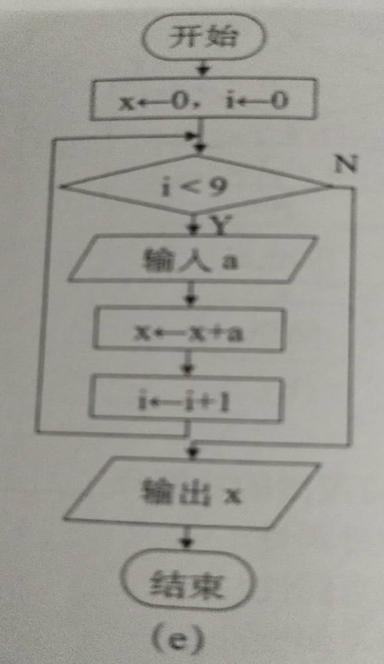 开始
x←0, i←0
N
i < 9
Y
输入 a
x←x+a
i←i+1
输出 x
结束
(e)